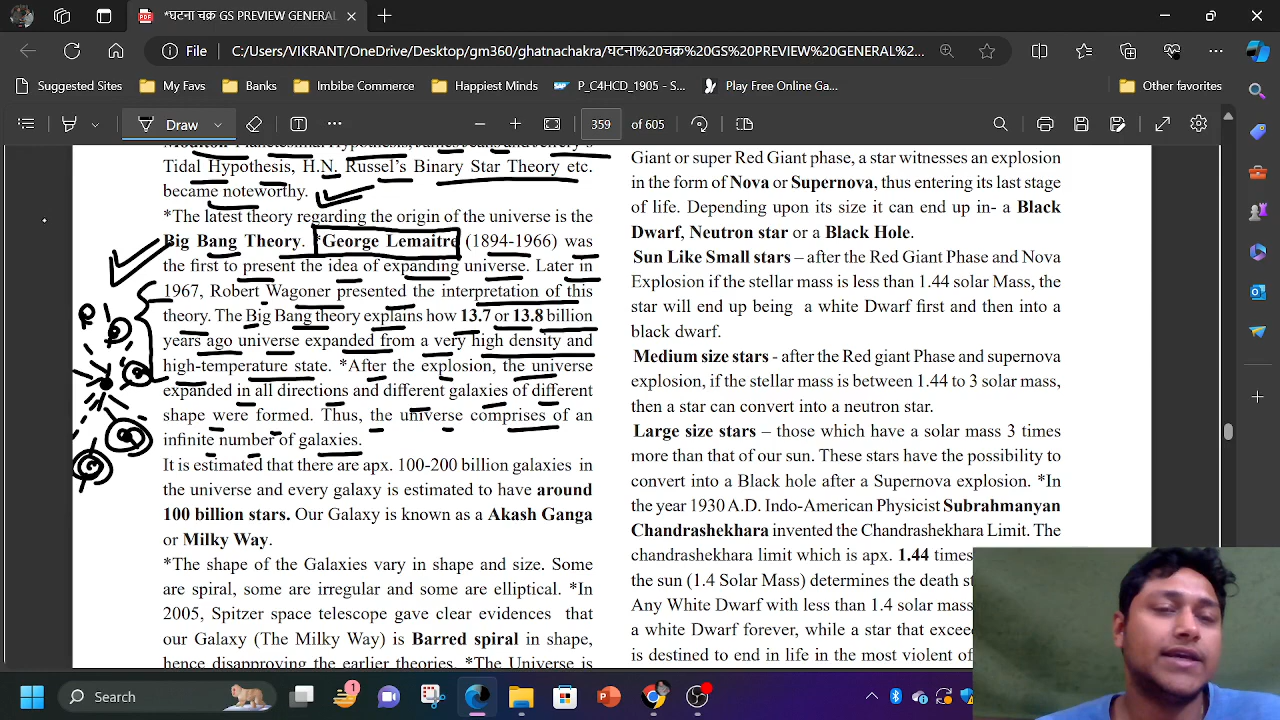 *घटना चक्र GS PREVIEW GENERAL
File
C:/Users/VIKRANT/OneDrive/Desktop/gm360/ghatnachakra/घटना%20चक्र%20GS%20PREVIEW%20GENERAL%2...
Suggested Sites
My Favs
Banks
Imbibe Commerce
Happiest Minds
P_C4HCD_1905 - S...
Play Free Online Ga...
Other favorites
Draw
359
of 605
Moulton Planetesimal Hypothesis, James Jeans and Jeffery's
Tidal Hypothesis, H.N. Russel's Binary Star Theory etc.
became noteworthy.
*The latest theory regarding the origin of the universe is the
Big Bang Theory. *George Lemaitre (1894-1966) was
the first to present the idea of expanding universe. Later in
1967, Robert Wagoner presented the interpretation of this
theory. The Big Bang theory explains how 13.7 or 13.8 billion
years ago universe expanded from a very high density and
high-temperature state. *After the explosion, the universe
expanded in all directions and different galaxies of different
shape were formed. Thus, the universe comprises of an
infinite number of galaxies.
It is estimated that there are apx. 100-200 billion galaxies in
the universe and every galaxy is estimated to have around
100 billion stars. Our Galaxy is known as a Akash Ganga
or Milky Way.
*The shape of the Galaxies vary in shape and size. Some
are spiral, some are irregular and some are elliptical. *In
2005, Spitzer space telescope gave clear evidences that
our Galaxy (The Milky Way) is Barred spiral in shape,
hence disapproving the earlier theories. *The Universe is
Giant or super Red Giant phase, a star witnesses an explosion
in the form of Nova or Supernova, thus entering its last stage
of life. Depending upon its size it can end up in- a Black
Dwarf, Neutron star or a Black Hole.
Sun Like Small stars – after the Red Giant Phase and Nova
Explosion if the stellar mass is less than 1.44 solar Mass, the
star will end up being a white Dwarf first and then into a
black dwarf.
Medium size stars - after the Red giant Phase and supernova
explosion, if the stellar mass is between 1.44 to 3 solar mass,
then a star can convert into a neutron star.
Large size stars – those which have a solar mass 3 times
more than that of our sun. These stars have the possibility to
convert into a Black hole after a Supernova explosion. *In
the year 1930 A.D. Indo-American Physicist Subrahmanyan
Chandrashekhara invented the Chandrashekhara Limit. The
chandrashekhara limit which is apx. 1.44 times
the sun (1.4 Solar Mass) determines the death
Any White Dwarf with less than 1.4 solar mass
a white Dwarf forever, while a star that
is destined to end in life in the most violent of
Search
1